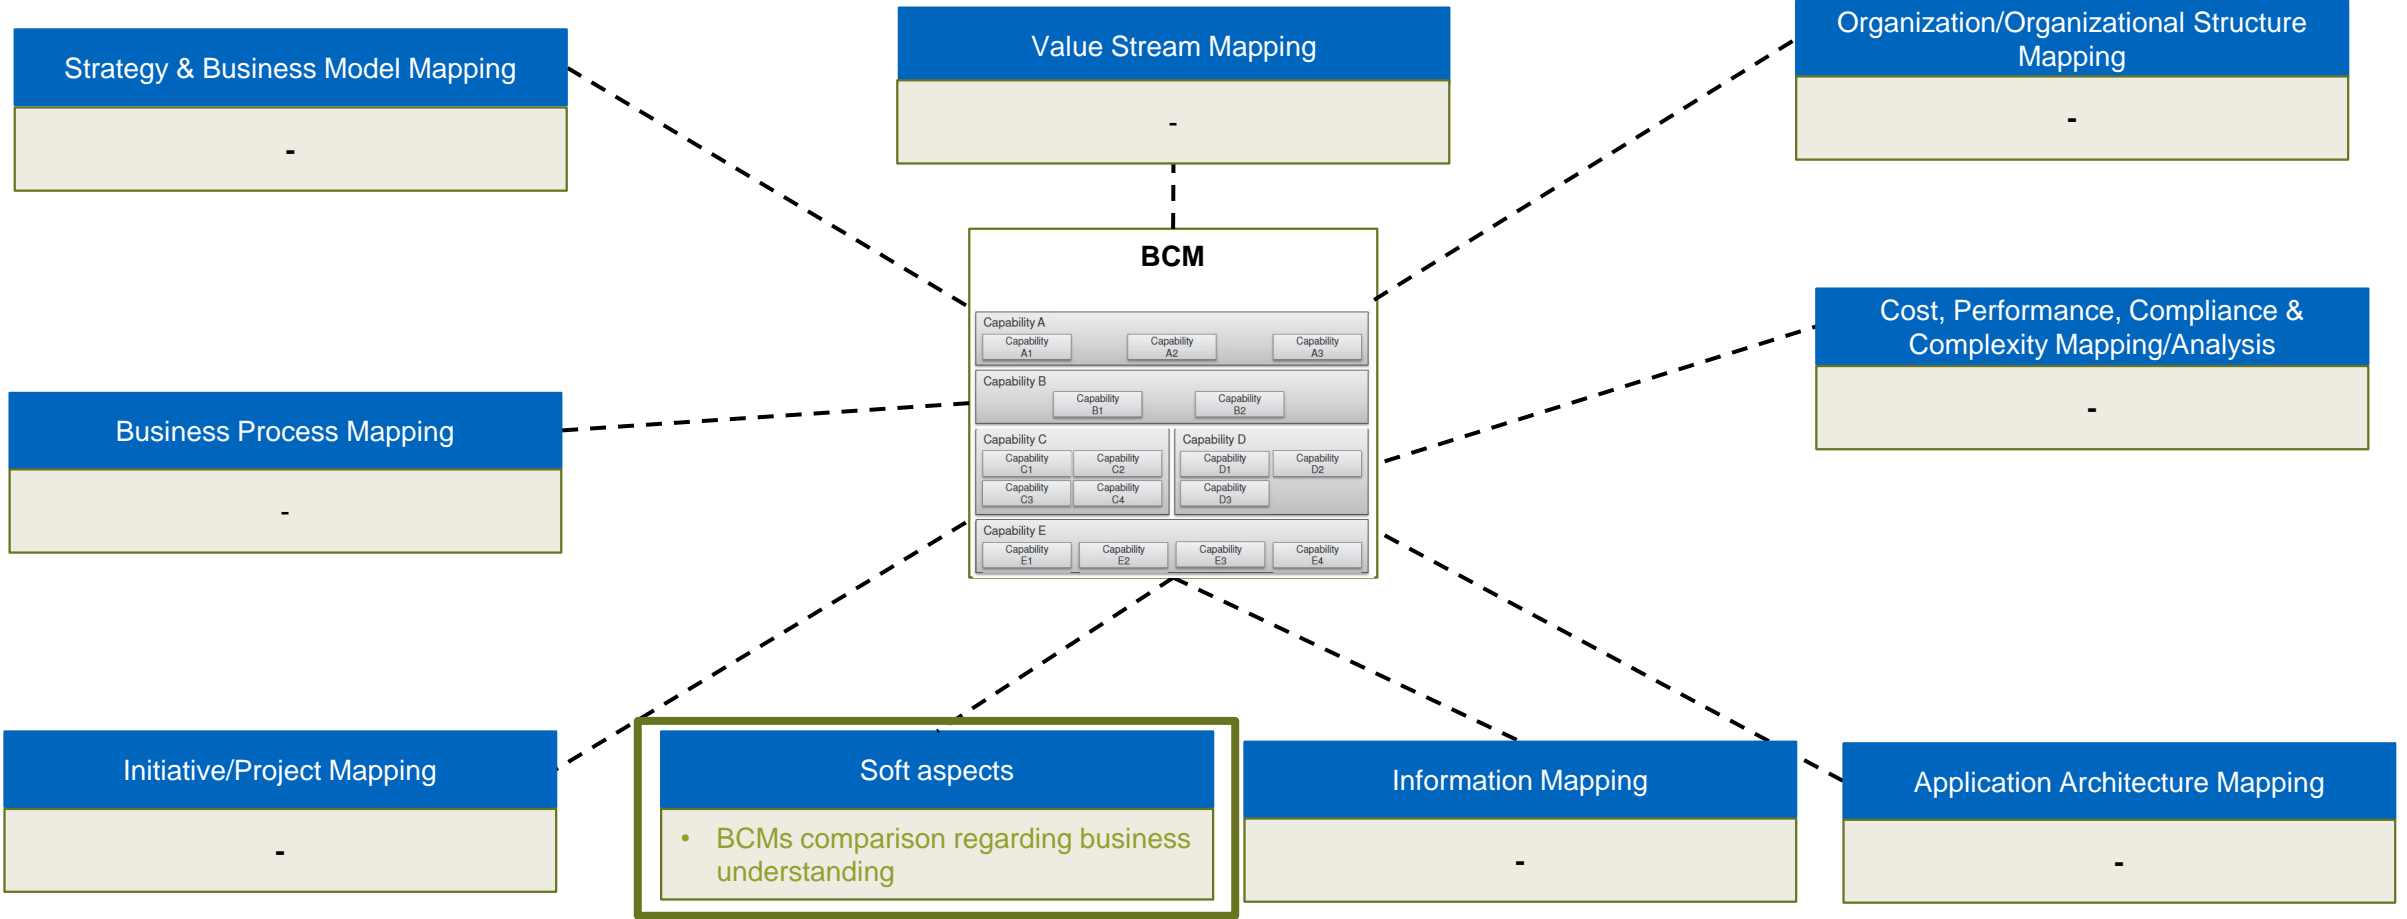 Strategy & Business Model Mapping
-
Value Stream Mapping
-
Organization/Organizational Structure
Mapping
-
BCM
Capability A
Capability
A1
Capability
A2
Capability
A3
Capability B
Capability
B1
Capability
B2
Capability C
Capability
C1
Capability
C2
Capability
C3
Capability
C4
Capability D
Capability
D1
Capability
D2
Capability
D3
Capability E
Capability
E1
Capability
E2
Capability
E3
Capability
E4
Cost, Performance, Compliance &
Complexity Mapping/Analysis
-
Business Process Mapping
-
Initiative/Project Mapping
-
Soft aspects
• BCMs comparison regarding business
understanding
Information Mapping
-
Application Architecture Mapping
-